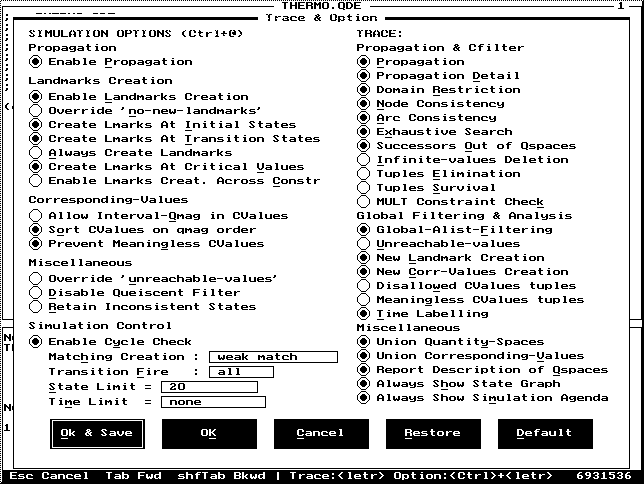 THERMO.QDE 1
Trace & Option
SIMULATION OPTIONS (Ctrl+@)
Propagation
Enable Propagation
Landmarks Creation
Enable Landmarks Creation
Override 'no-new-landmarks'
Create Lmarks At Initial States
Create Lmarks At Transition States
Always Create Landmarks
Create Lmarks At Critical Values
Enable Lmarks Creat. Across Constr
Corresponding-Values
Allow Interval-Qmag in CValues
Sort CValues on qmag order
Prevent Meaningless CValues
Miscellaneous
Override 'unreachable-values'
Disable Queiscent Filter
Retain Inconsistent States
Simulation Control
Enable Cycle Check
Matching Creation : weak match
Transition Fire : all
State Limit = 20
Time Limit = none
TRACE:
Propagation & Cfilter
Propagation
Propagation Detail
Domain Restriction
Node Consistency
Arc Consistency
Exhaustive Search
Successors Out of Qspaces
Infinite-values Deletion
Tuples Elimination
Tuples Survival
MULT Constraint Check
Global Filtering & Analysis
Global-Alist-Filtering
Unreachable-values
New Landmark Creation
New Corr-Values Creation
Disallowed CValues tuples
Meaningless CValues tuples
Time Labelling
Miscellaneous
Union Quantity-Spaces
Union Corresponding-Values
Report Description of Qspaces
Always Show State Graph
Always Show Simulation Agenda
Ok & Save OK Cancel Restore Default
Esc Cancel Tab Fwd shfTab Bkwd | Trace:<letr> Option:<Ctrl>+<letr> 6931536